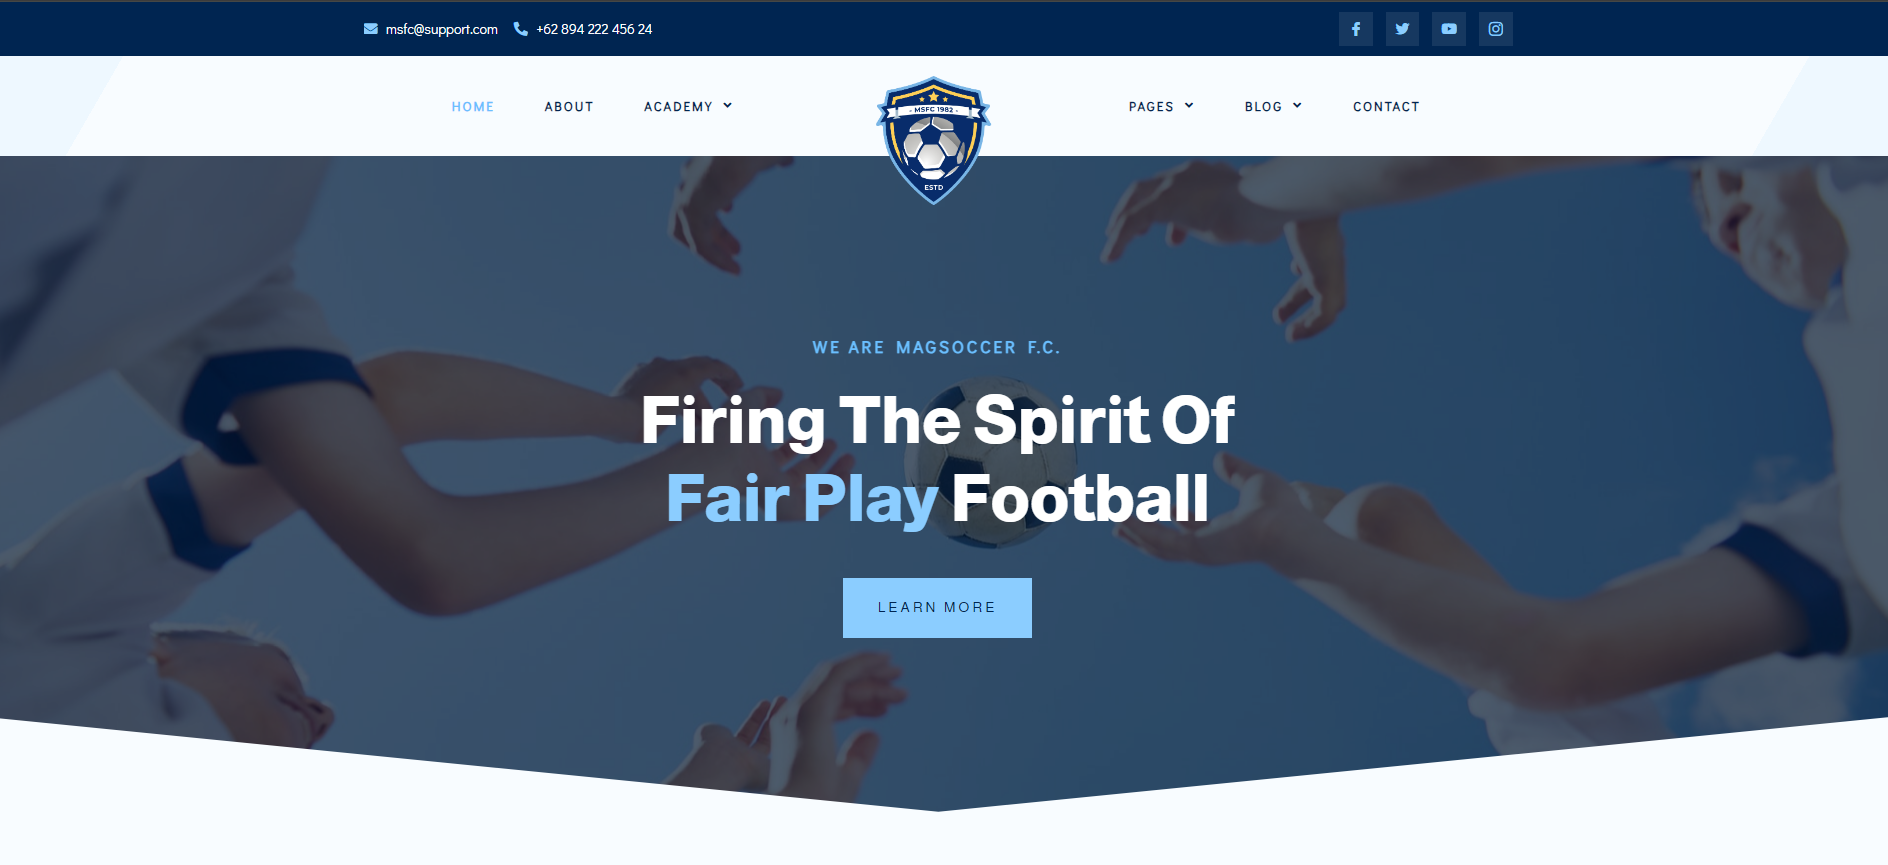 msfc@support.com +62 894 222 456 24
HOME ABOUT ACADEMY PAGES BLOG CONTACT
- MSFC 1982 -
ESTD
WE ARE MAGSOCCER F.C.
Firing The Spirit Of
Fair Play Football
LEARN MORE